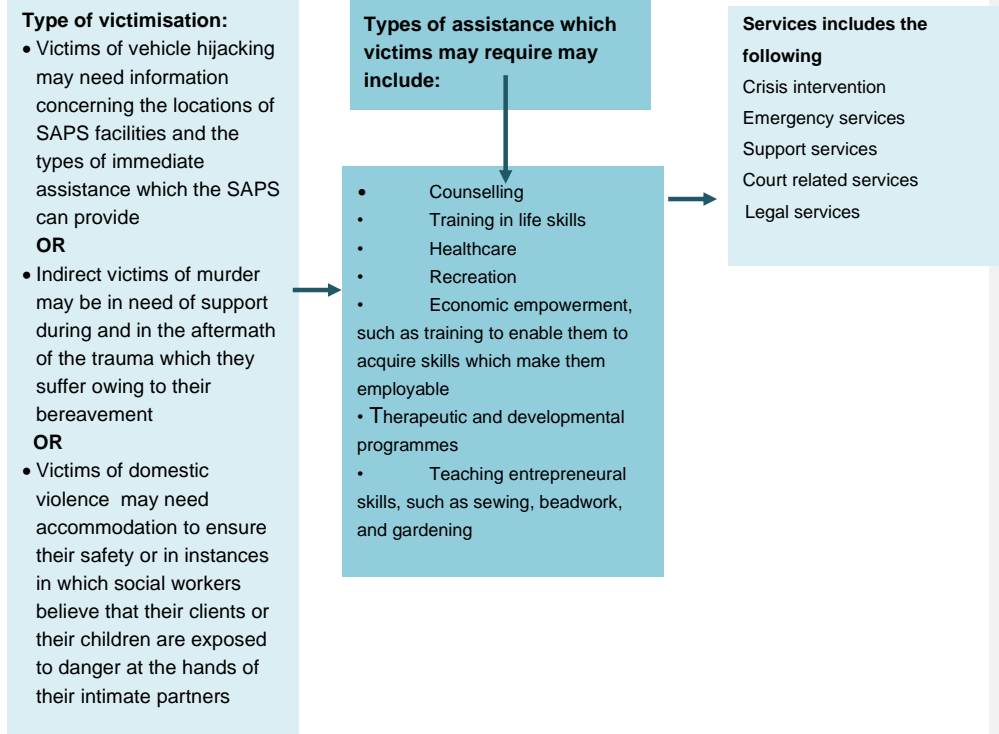 Type of victimisation:
• Victims of vehicle hijacking
may need information
concerning the locations of
SAPS facilities and the
types of immediate
assistance which the SAPS
can provide
OR
• Indirect victims of murder
may be in need of support
during and in the aftermath
of the trauma which they
suffer owing to their
bereavement
OR
• Victims of domestic
violence  may need
accommodation to ensure
their safety or in instances
in which social workers
believe that their clients or
their children are exposed
to danger at the hands of
their intimate partners
Types of assistance which
victims may require may
include:
• Counselling
• Training in life skills
• Healthcare
• Recreation
• Economic empowerment,
such as training to enable them to
acquire skills which make them
employable
• Therapeutic and developmental
programmes
• Teaching entrepreneural
skills, such as sewing, beadwork,
and gardening
Services includes the
following
Crisis intervention
Emergency services
Support services
Court related services
Legal services